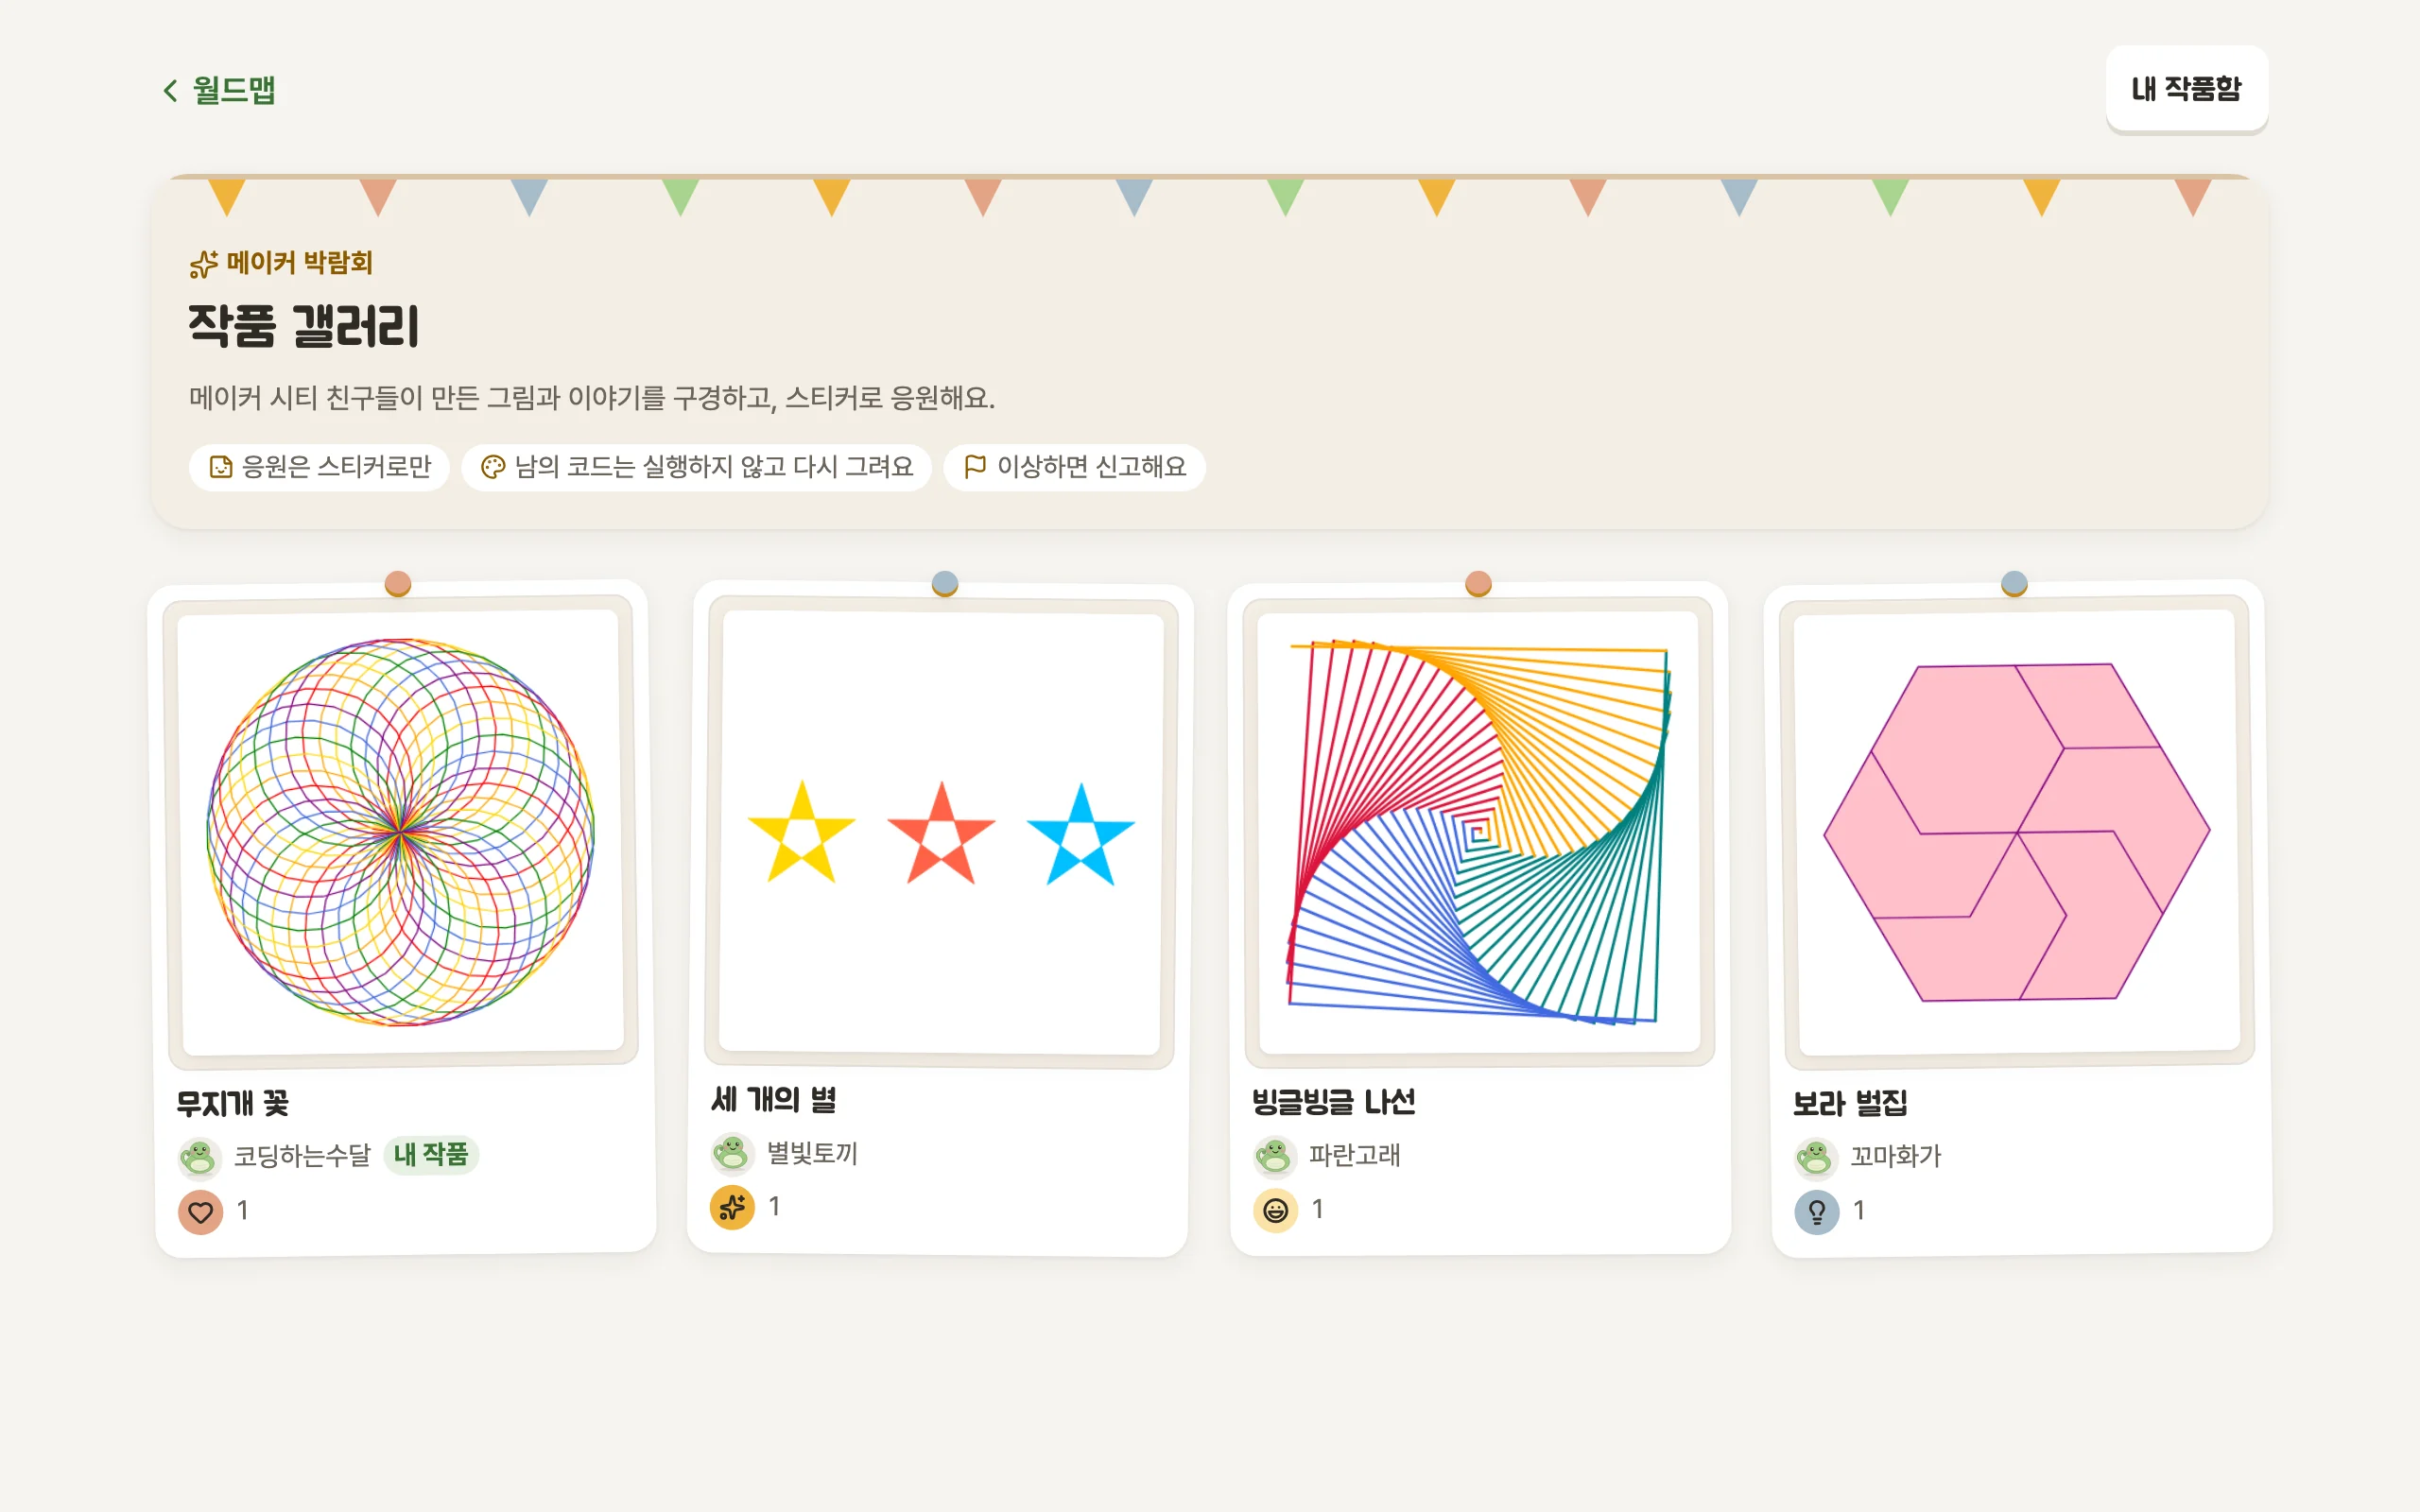 월드맵
내 작품함
메이커 박람회
작품 갤러리
메이커 시티 친구들이 만든 그림과 이야기를 구경하고, 스티커로 응원해요.
응원은 스티커로만
남의 코드는 실행하지 않고 다시 그려요
이상하면 신고해요
무지개 꽃
코딩하는수달 내 작품
1
세 개의 별
별빛토끼
1
빙글빙글 나선
파란고래
1
보라 벌집
꼬마화가
1